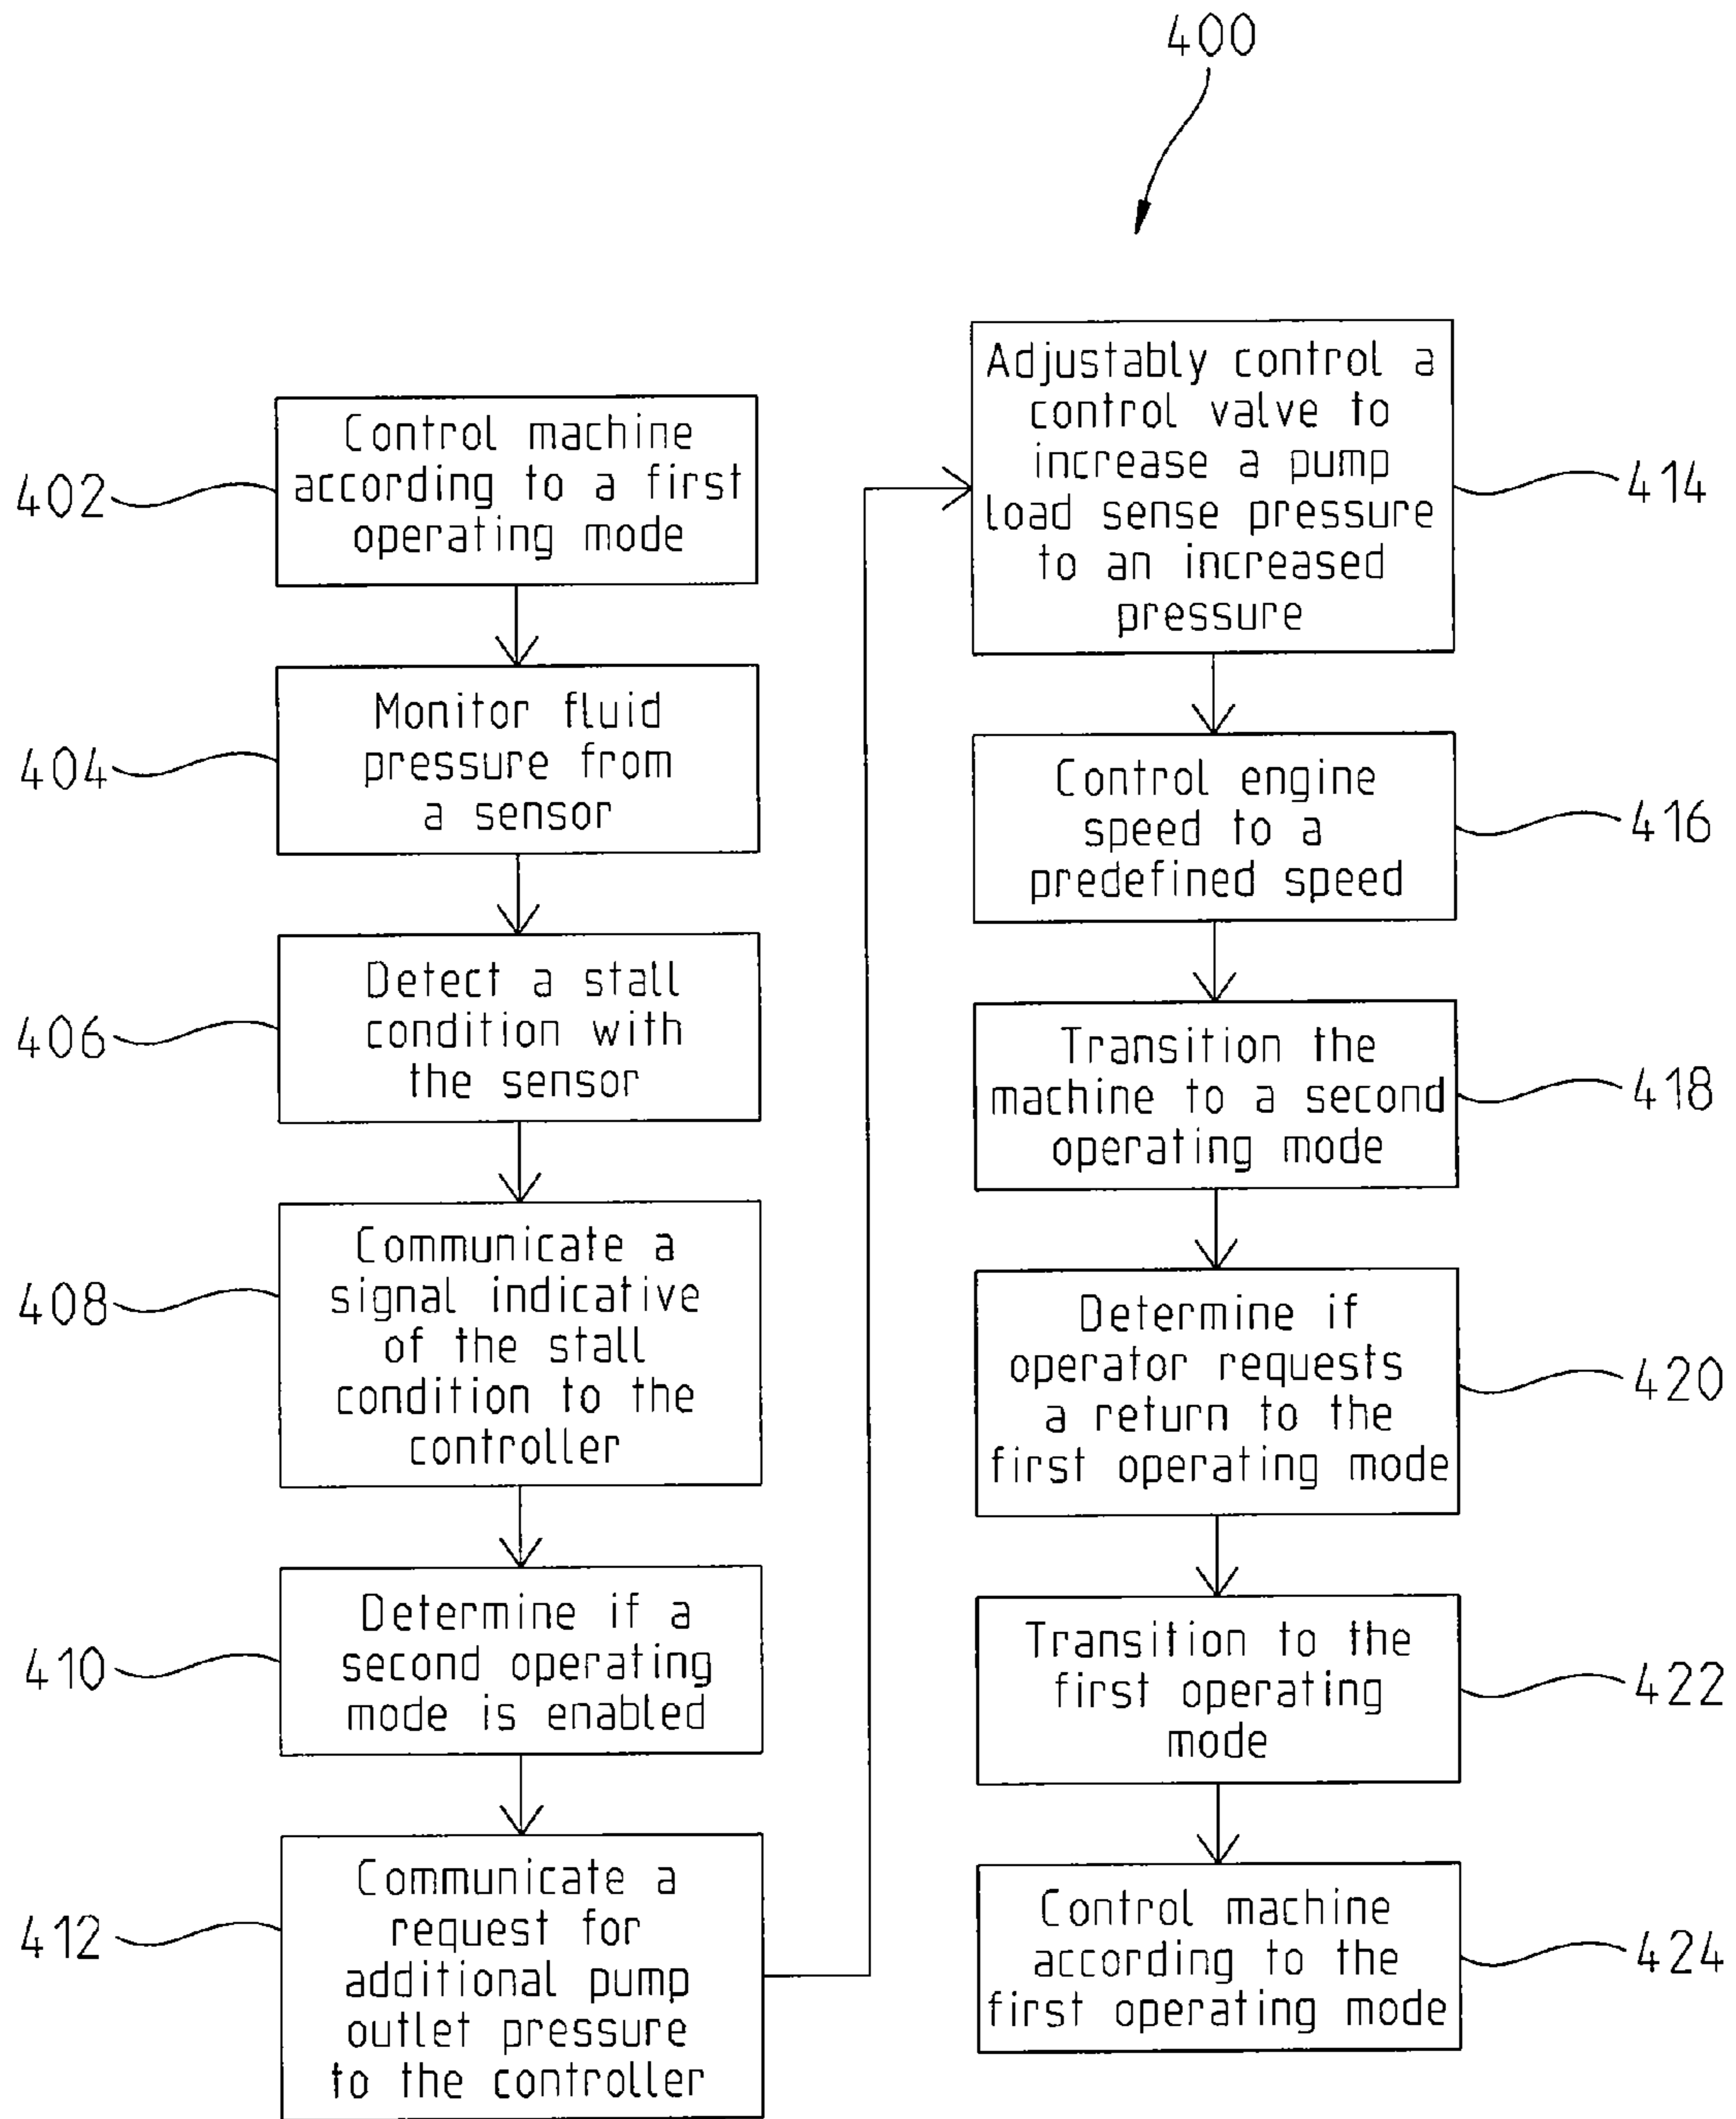 400
402
Control machine
according to a first
operating mode
404
Monitor fluid
pressure from
a sensor
406
Detect a stall
condition with
the sensor
408
Communicate a
signal indicative
of the stall
condition to the
controller
410
Determine if a
second operating
mode is enabled
412
Communicate a
request for
additional pump
outlet pressure
to the controller
Adjustably control a
control valve to
increase a pump
load sense pressure
to an increased
pressure
414
Control engine
speed to a
predefined speed
416
Transition the
machine to a second
operating mode
418
Determine if
operator requests
a return to the
first operating mode
420
Transition to the
first operating
mode
422
Control machine
according to the
first operating mode
424